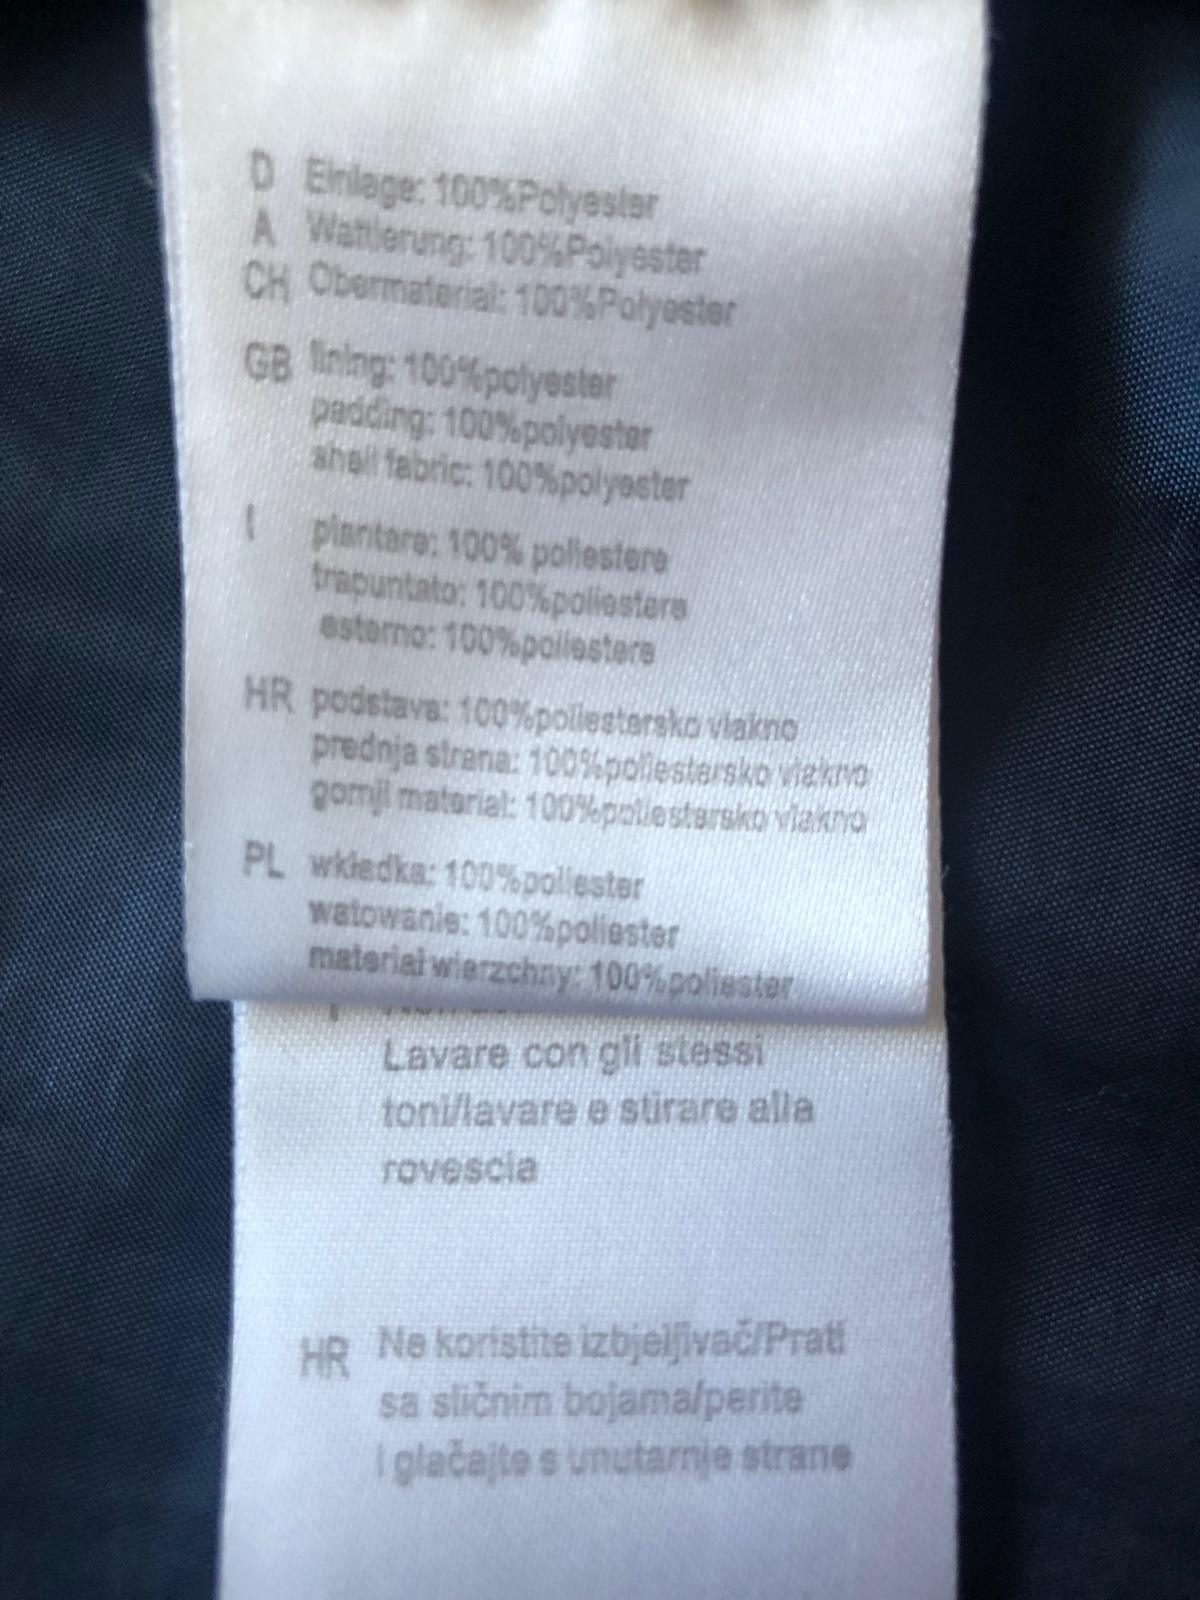 D Einlage: 100%Polyester
A Wattierung: 100%Polyester
CH Obermaterial: 100%Polyester
GB lining: 100%polyester
padding: 100%polyester
shell fabric: 100%polyester
I plantare: 100% poliestere
trapuntato: 100%poliestere
esterno: 100%poliestere
HR podstava: 100%poliestersko vlakno
prednja strana: 100%poliestersko vlakno
gornji material: 100%poliestersko vlakno
PL wkładka: 100%poliester
watowanie: 100%poliester
materiał wierzchny: 100%poliester
Lavare con gli stessi
toni/lavare e stirare alla
rovescia
HR Ne koristite izbjeljivač/Prati
sa sličnim bojama/perite
i glačajte s unutarnje strane